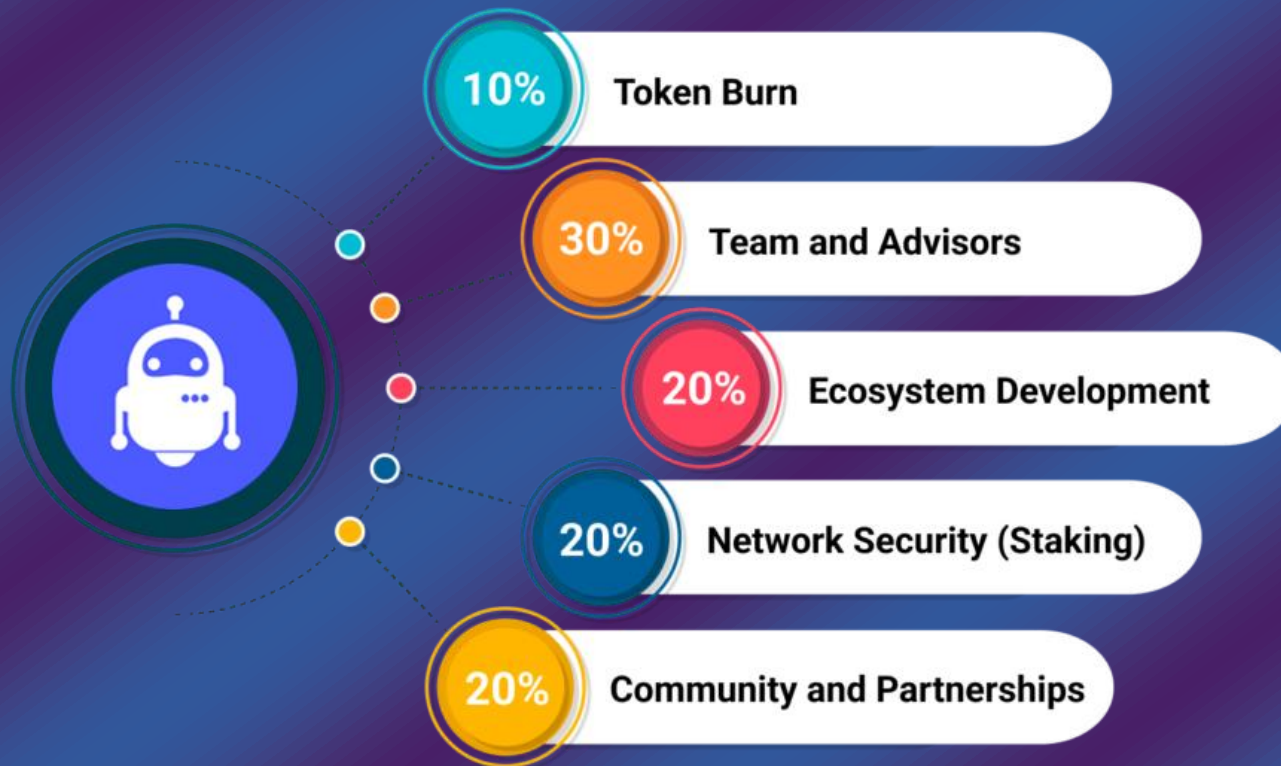 10% Token Burn
30% Team and Advisors
20% Ecosystem Development
20% Network Security (Staking)
20% Community and Partnerships